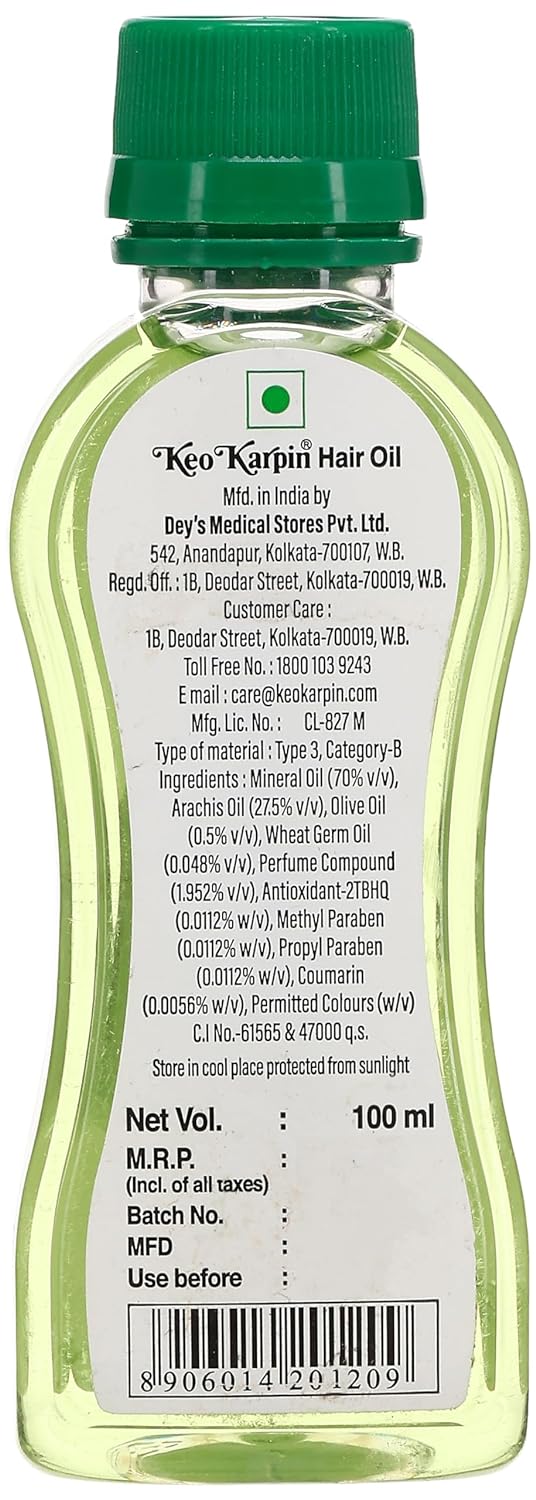 Keo Karpin® Hair Oil
Mfd. in India by
Dey's Medical Stores Pvt. Ltd.
542, Anandapur, Kolkata-700107, W.B.
Regd. Off. : 1B, Deodar Street, Kolkata-700019, W.B.
Customer Care :
1B, Deodar Street, Kolkata-700019, W.B.
Toll Free No. : 1800 103 9243
E mail : care@keokarpin.com
Mfg. Lic. No. : CL-827 M
Type of material : Type 3, Category-B
Ingredients : Mineral Oil (70% v/v),
Arachis Oil (27.5% v/v), Olive Oil
(0.5% v/v), Wheat Germ Oil
(0.048% v/v), Perfume Compound
(1.952% v/v), Antioxidant-2TBHQ
(0.0112% w/v), Methyl Paraben
(0.0112% w/v), Propyl Paraben
(0.0112% w/v), Coumarin
(0.0056% w/v), Permitted Colours (w/v)
C.I No.-61565 & 47000 q.s.
Store in cool place protected from sunlight
Net Vol. : 100 ml
M.R.P. :
(Incl. of all taxes)
Batch No. :
MFD :
Use before :
8 906014 201209